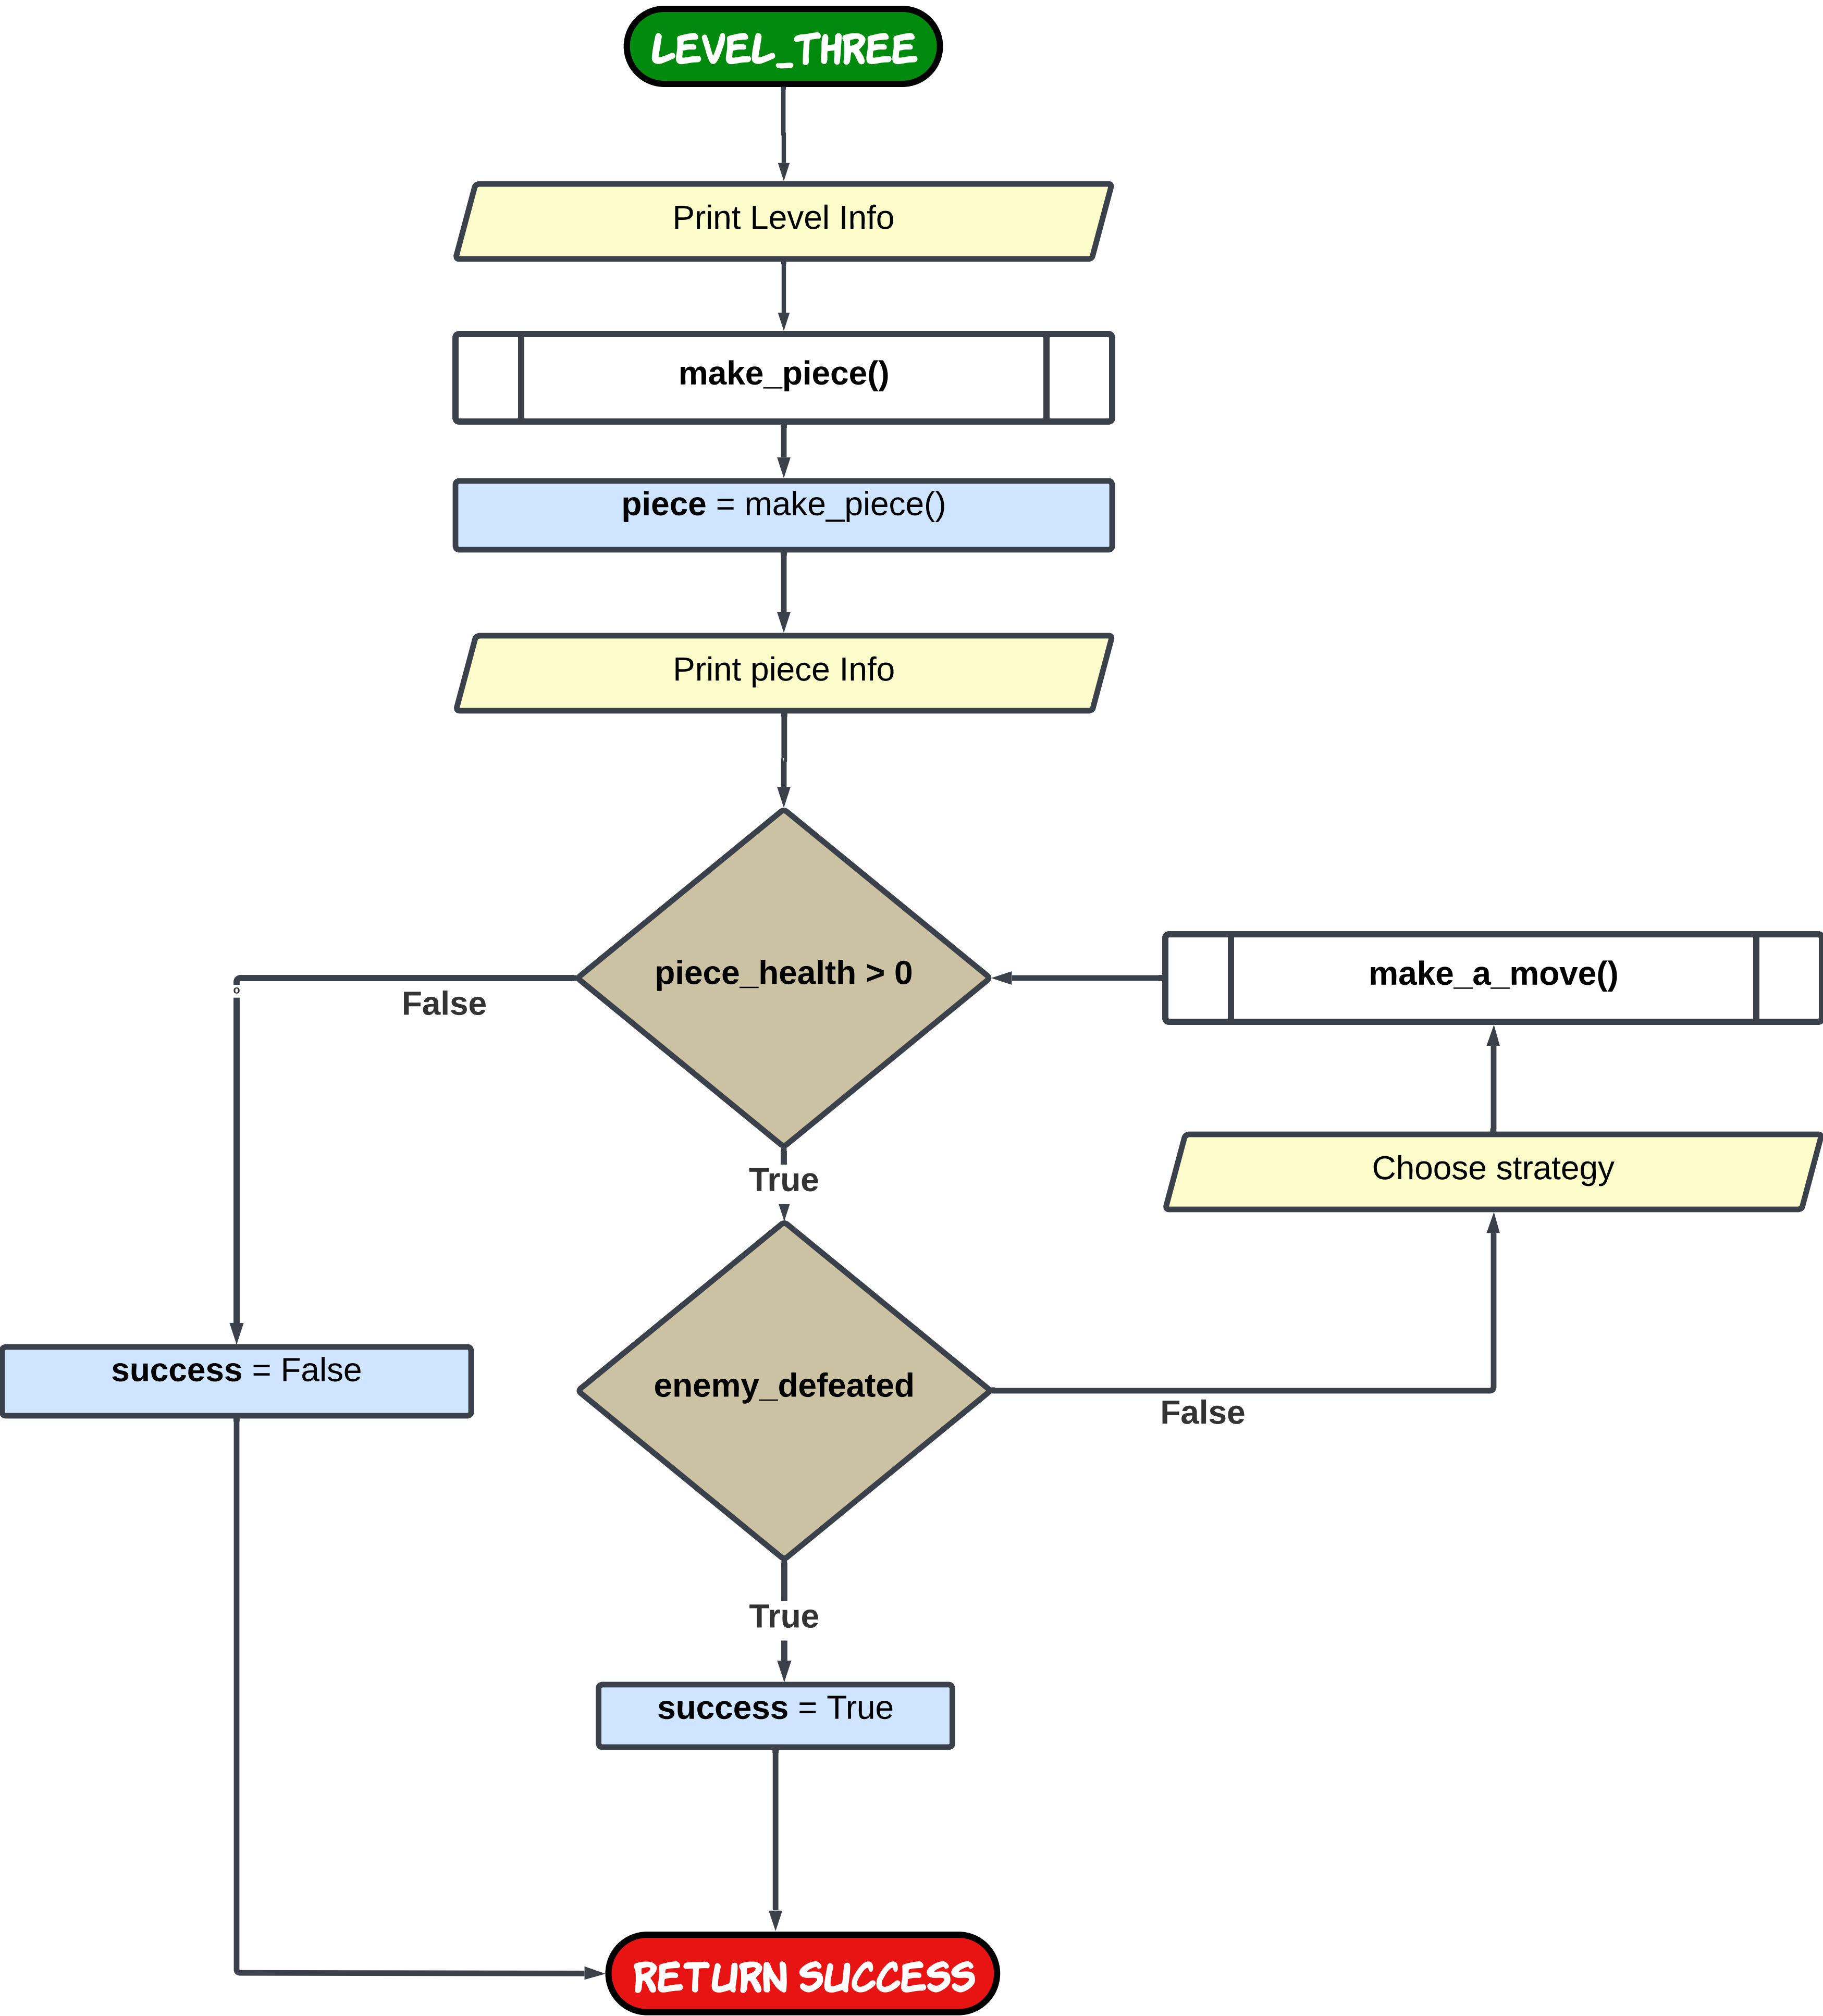 LEVEL_THREE
Print Level Info
make_piece()
piece = make_piece()
Print piece Info
piece_health > 0
make_a_move()
False
True
Choose strategy
success = False
enemy_defeated
False
True
success = True
RETURN SUCCESS